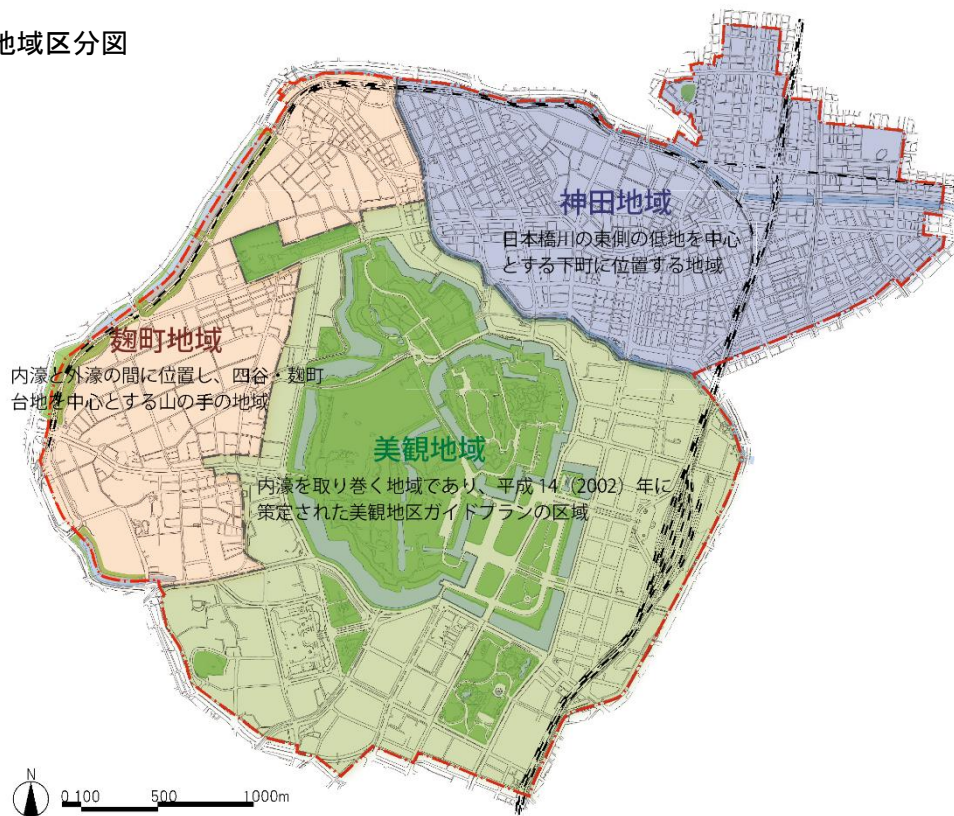 地域区分図
神田地域
日本橋川の東側の低地を中心
とする下町に位置する地域
麹町地域
内濠と外濠の間に位置し、四谷・麹町
台地を中心とする山の手の地域
美観地域
内濠を取り巻く地域であり、平成 14（2002）年に
策定された美観地区ガイドプランの区域
N
0 100 500 1000m